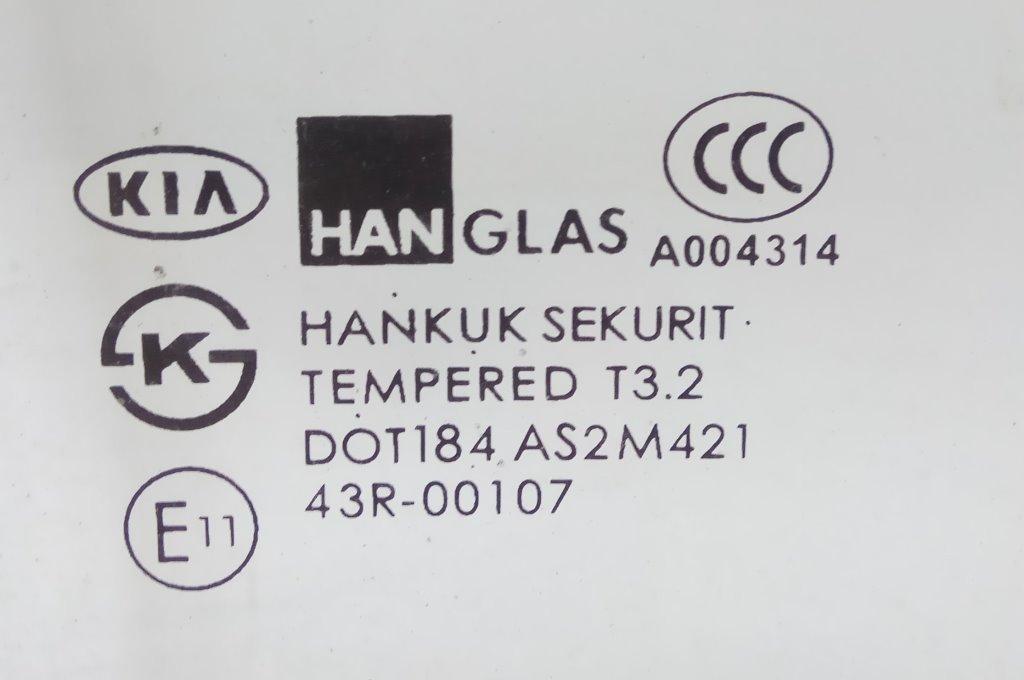 KIA
HANGLAS
CCC
A004314
K
HANKUK SEKURIT
TEMPERED T3.2
DOT184 AS2M421
E11
43R-00107